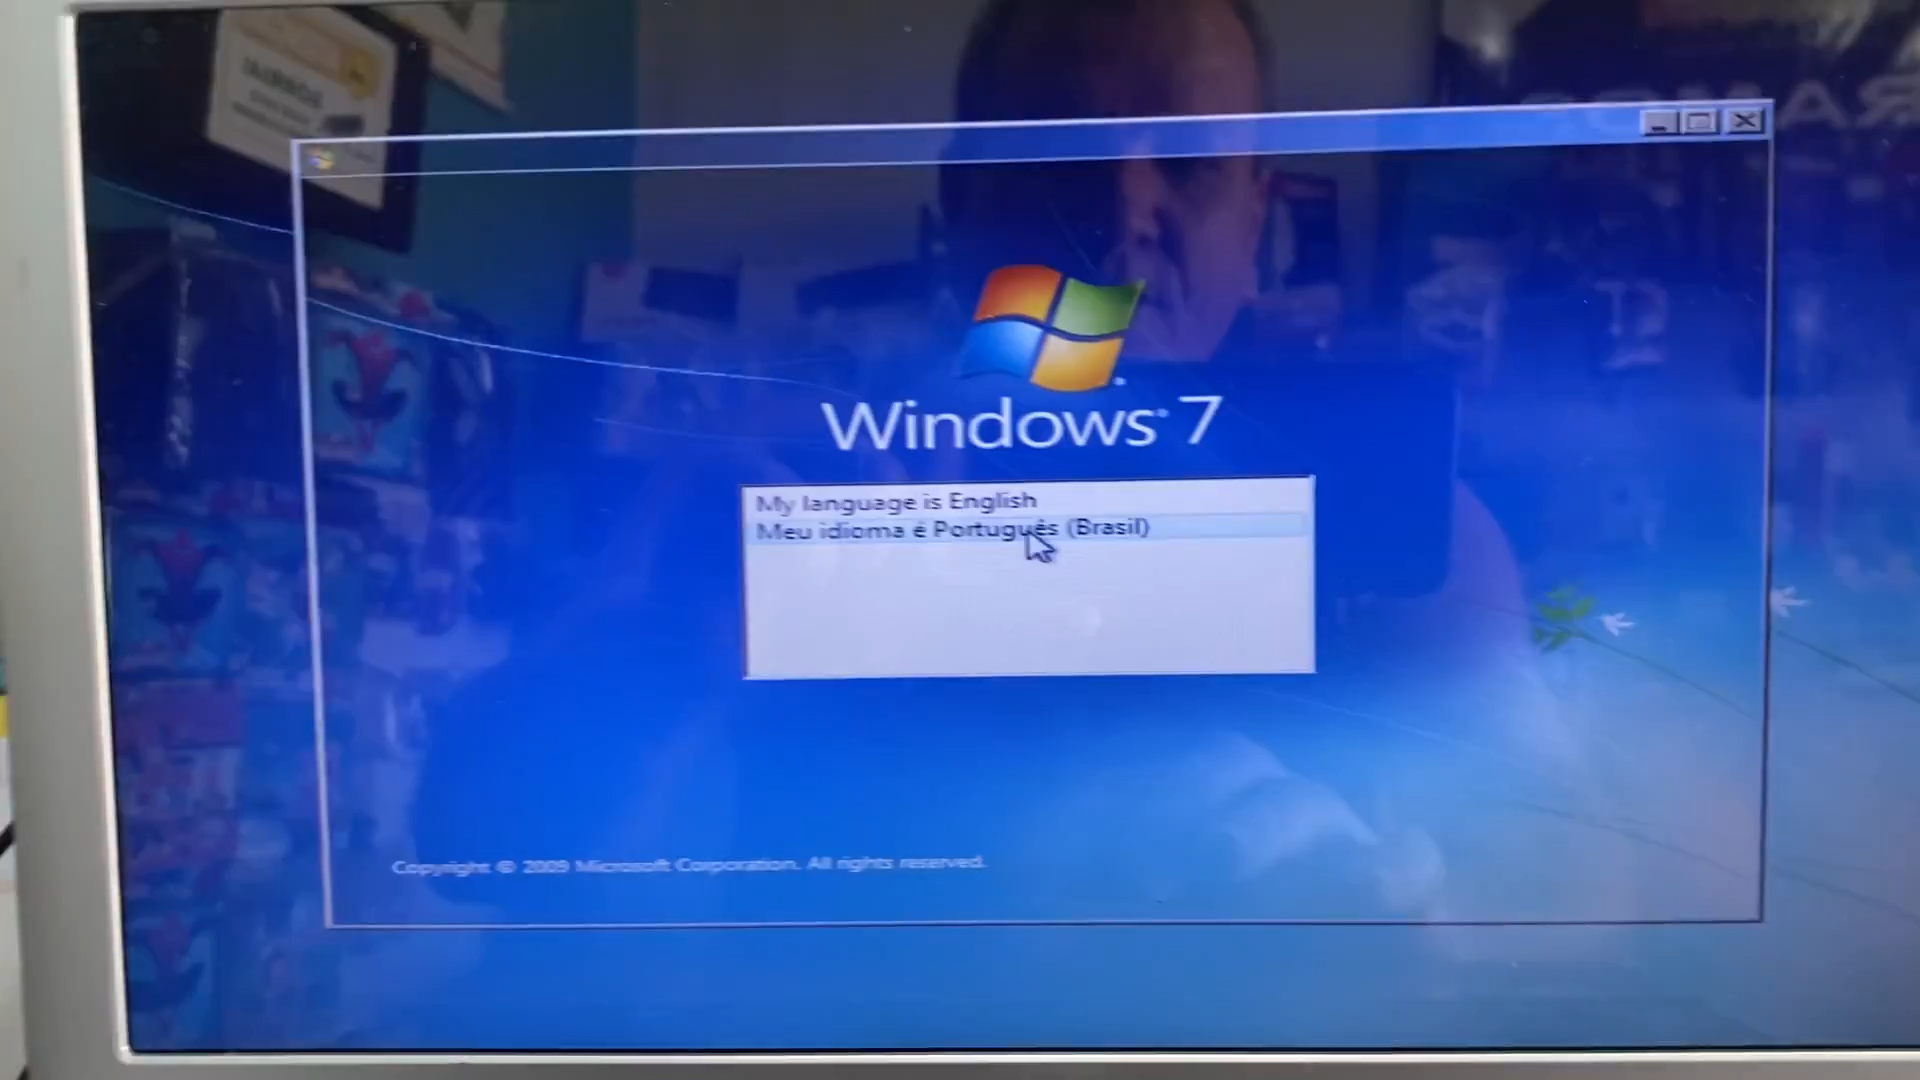 Windows 7
My language is English
Meu idioma é Português (Brasil)
Copyright © 2009 Microsoft Corporation. All rights reserved.